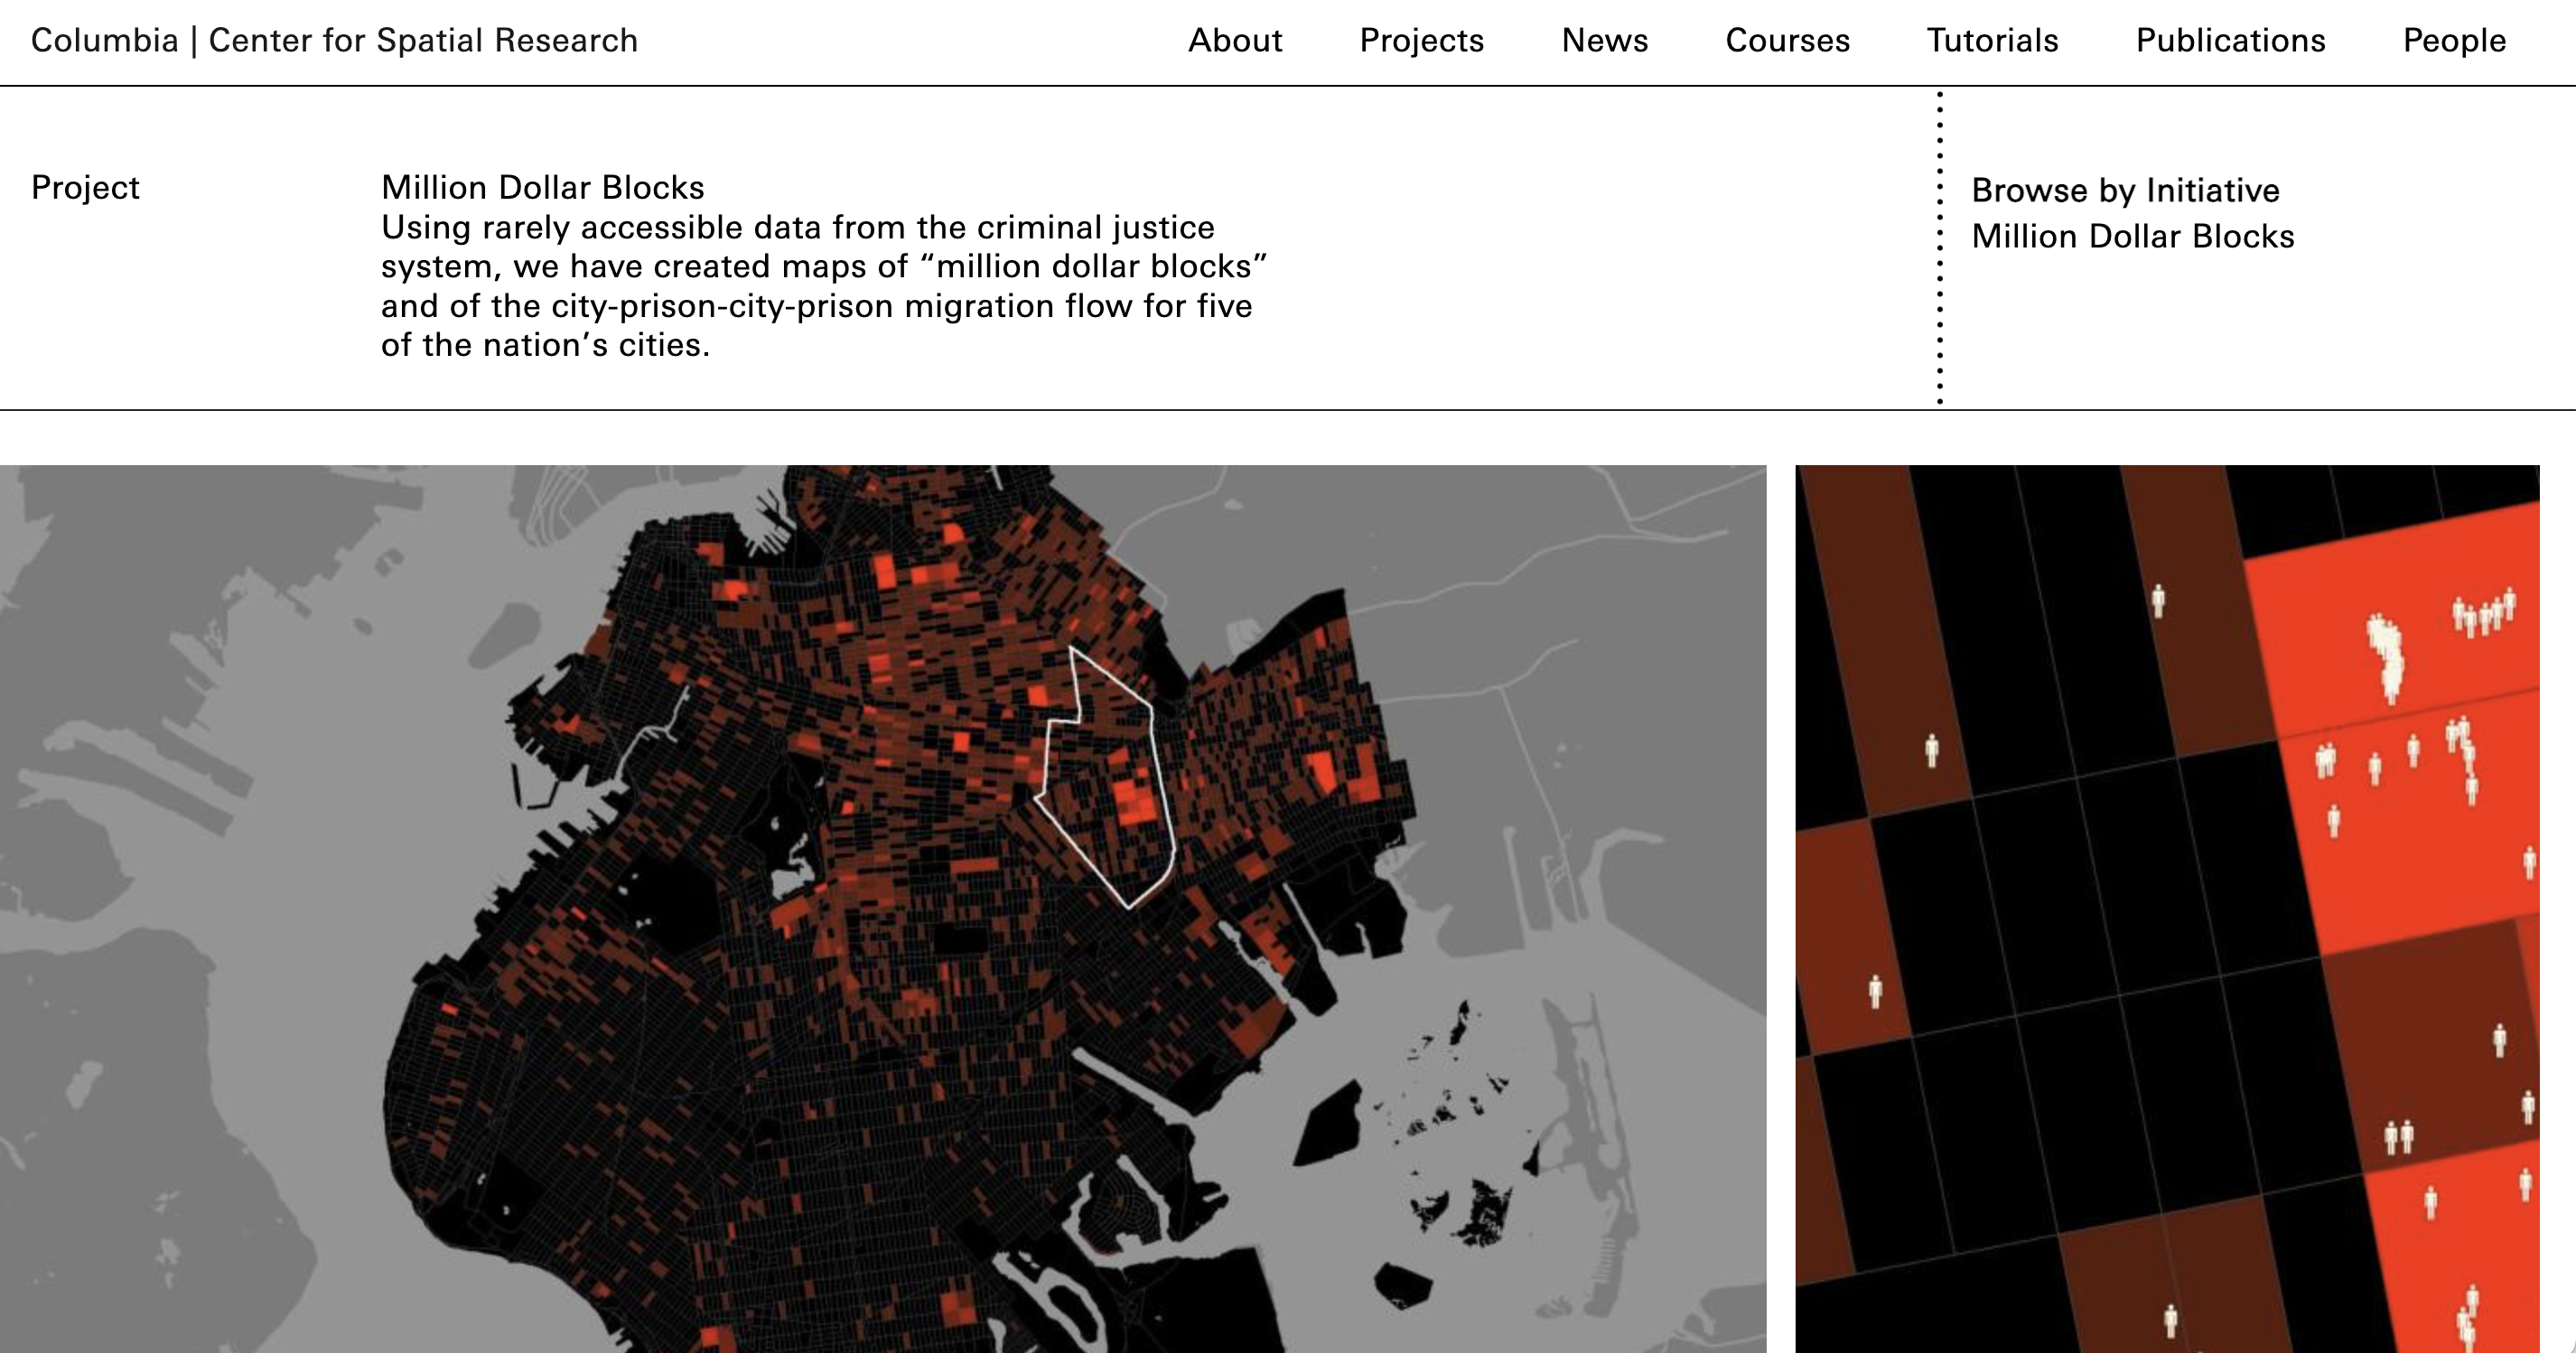 Columbia | Center for Spatial Research
About Projects News Courses Tutorials Publications People
Project
Million Dollar Blocks
Using rarely accessible data from the criminal justice
system, we have created maps of “million dollar blocks”
and of the city-prison-city-prison migration flow for five
of the nation’s cities.
Browse by Initiative
Million Dollar Blocks